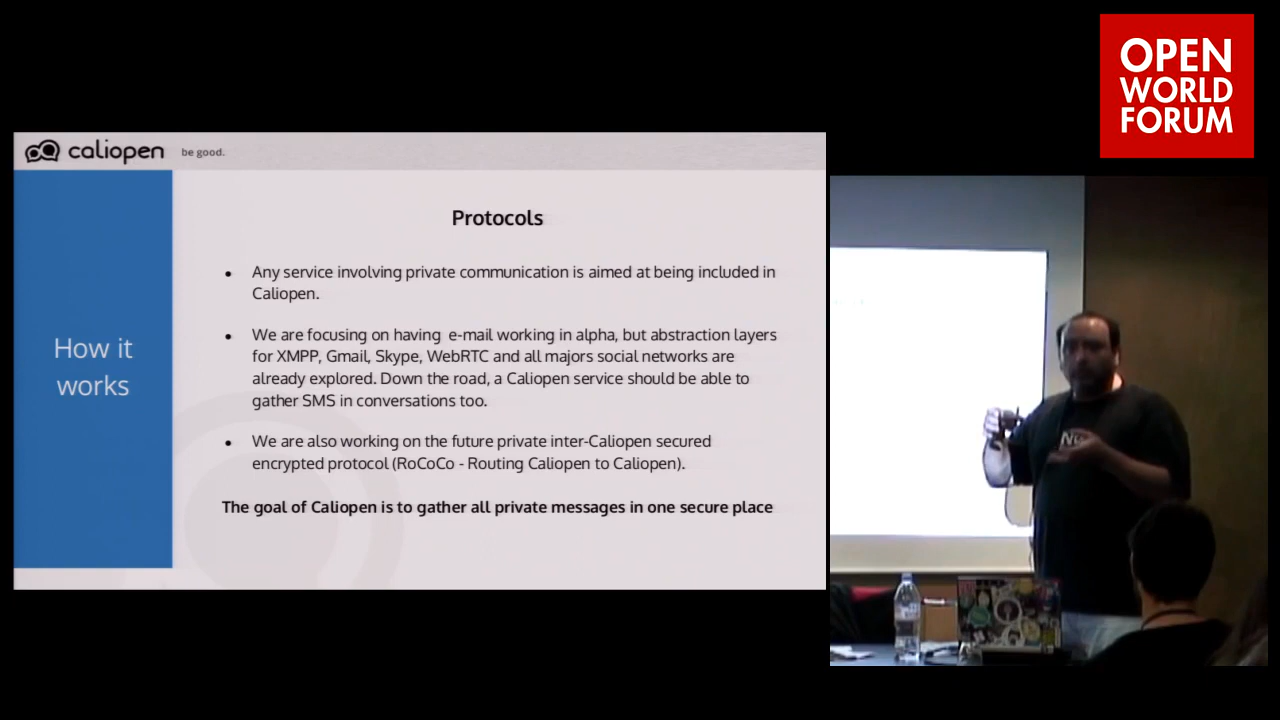 OPEN
WORLD
FORUM
caliopen be good.
How it
works
Protocols
• Any service involving private communication is aimed at being included in
Caliopen.
• We are focusing on having e-mail working in alpha, but abstraction layers
for XMPP, Gmail, Skype, WebRTC and all majors social networks are
already explored. Down the road, a Caliopen service should be able to
gather SMS in conversations too.
• We are also working on the future private inter-Caliopen secured
encrypted protocol (RoCoCo - Routing Caliopen to Caliopen).
The goal of Caliopen is to gather all private messages in one secure place